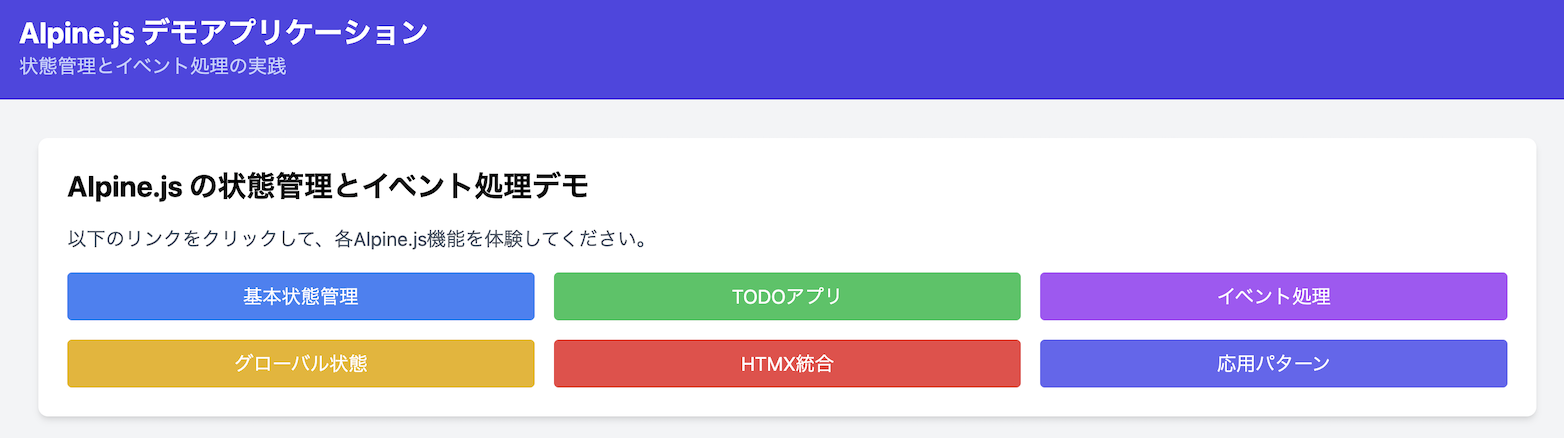 Alpine.js デモアプリケーション
状態管理とイベント処理の実践
Alpine.js の状態管理とイベント処理デモ
以下のリンクをクリックして、各Alpine.js機能を体験してください。
基本状態管理
TODOアプリ
イベント処理
グローバル状態
HTMX統合
応用パターン